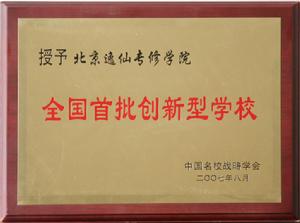 授予 北京逸仙专修学院
全国首批创新型学校
中国名校战略学会
二〇〇七年八月